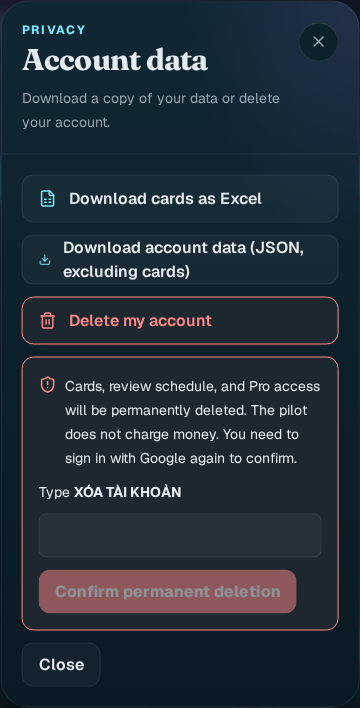 PRIVACY
Account data
Download a copy of your data or delete
your account.
Download cards as Excel
Download account data (JSON,
excluding cards)
Delete my account
Cards, review schedule, and Pro access
will be permanently deleted. The pilot
does not charge money. You need to
sign in with Google again to confirm.
Type XÓA TÀI KHOẢN
Confirm permanent deletion
Close